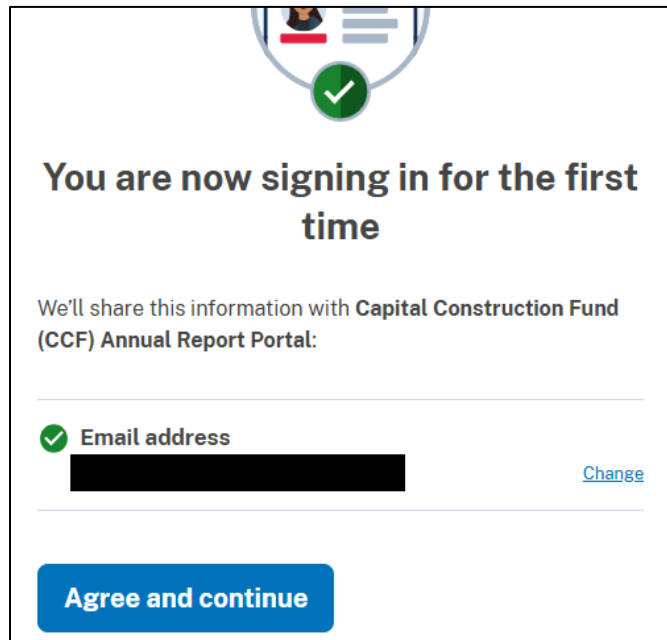 You are now signing in for the first
time
We’ll share this information with Capital Construction Fund
(CCF) Annual Report Portal:
Email address
Change
Agree and continue